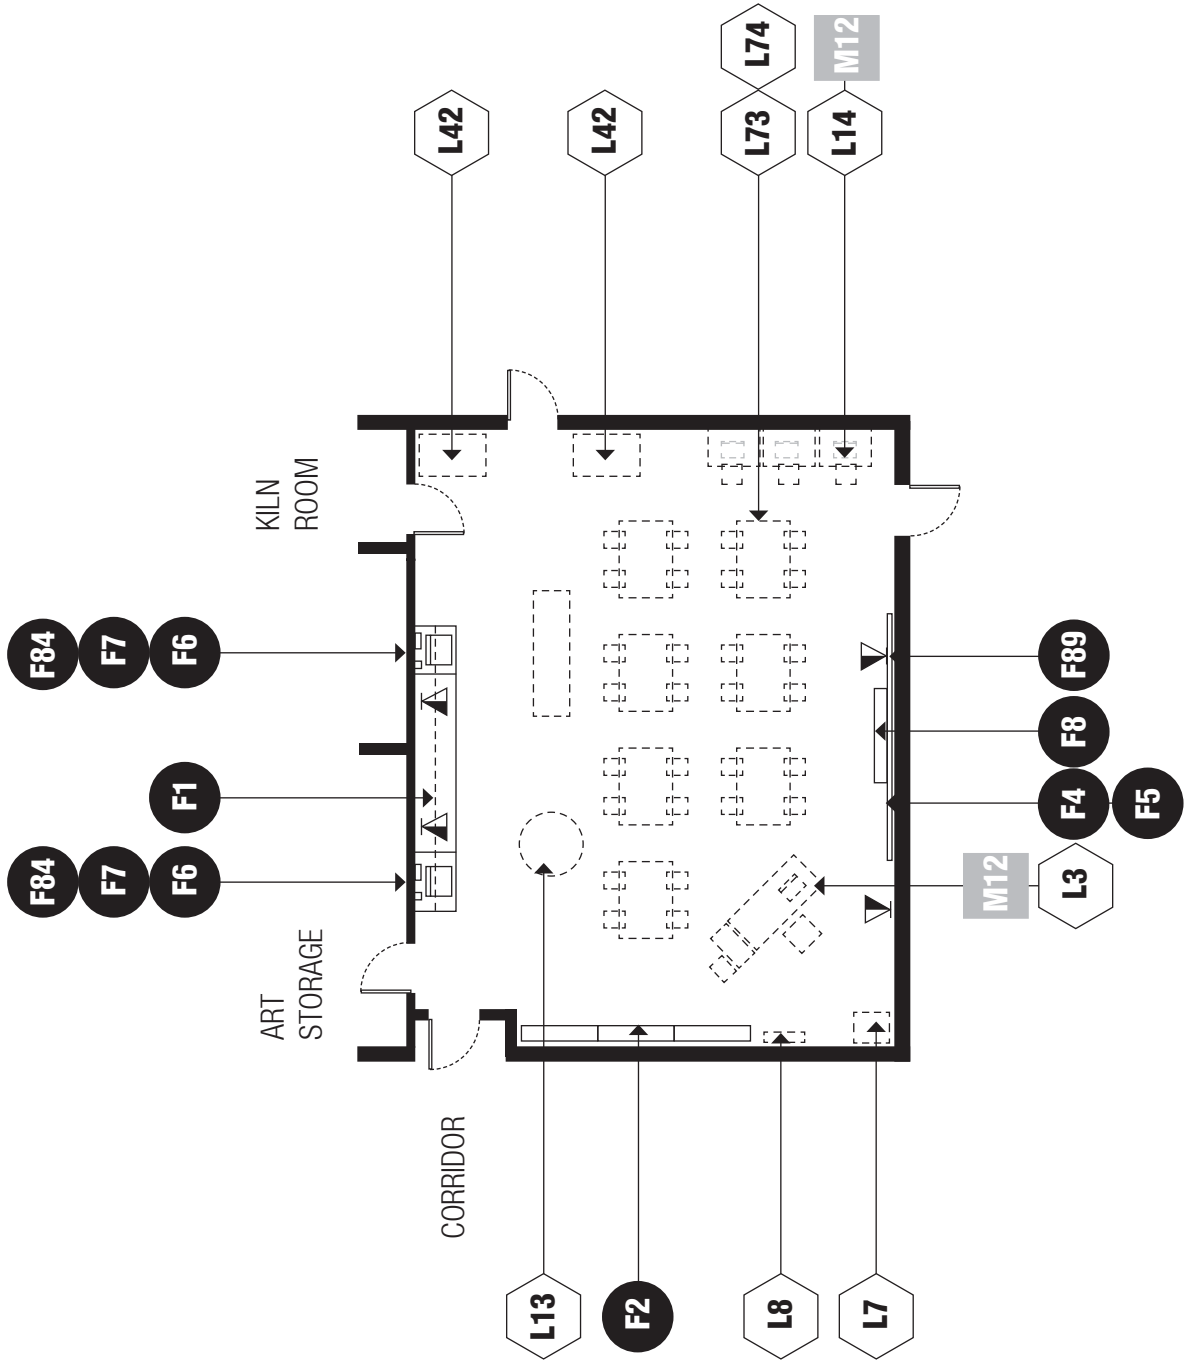 L42
L42
L74
L73
M12
L14
KILN
ROOM
F84
F7
F6
F1
F84
F7
F6
ART
STORAGE
CORRIDOR
F89
F8
F4
F5
M12
L3
L13
F2
L8
L7